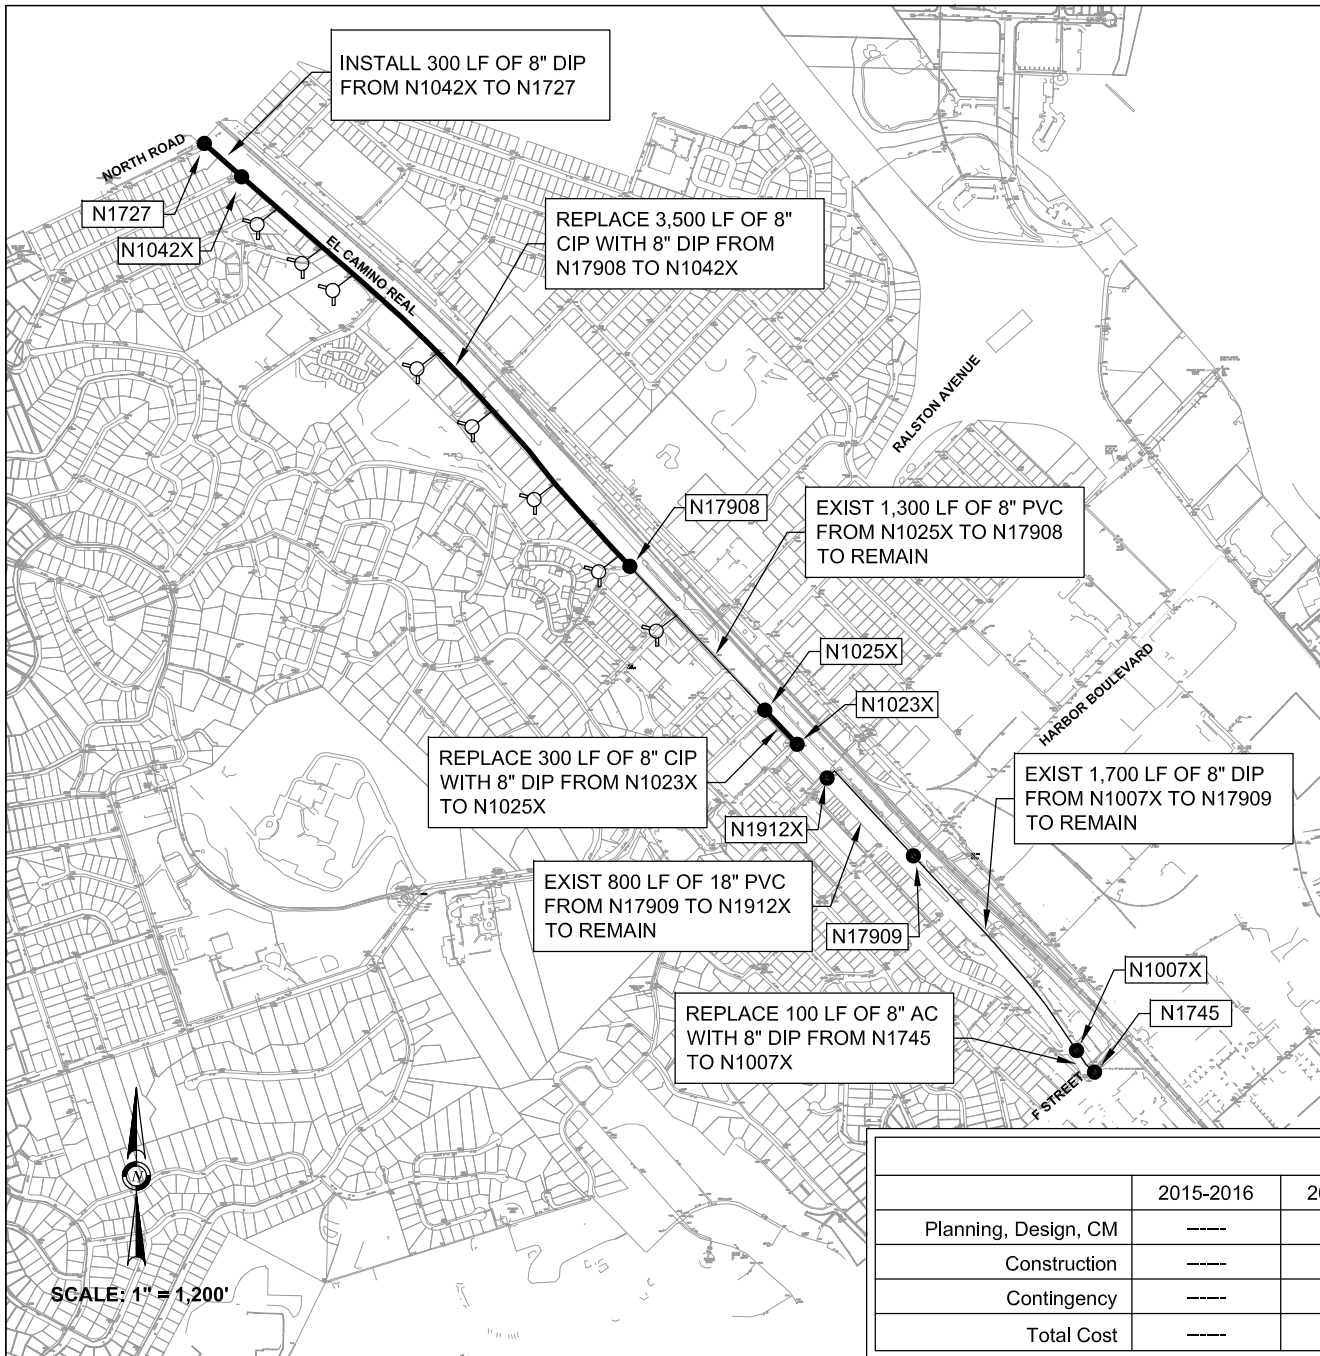 INSTALL 300 LF OF 8" DIP
FROM N1042X TO N1727
NORTH ROAD
N1727
N1042X
EL CAMINO REAL
REPLACE 3,500 LF OF 8"
CIP WITH 8" DIP FROM
N17908 TO N1042X
RALSTON AVENUE
N17908
EXIST 1,300 LF OF 8" PVC
FROM N1025X TO N17908
TO REMAIN
N1025X
N1023X
HARBOR BOULEVARD
REPLACE 300 LF OF 8" CIP
WITH 8" DIP FROM N1023X
TO N1025X
EXIST 1,700 LF OF 8" DIP
FROM N1007X TO N17909
TO REMAIN
N1912X
EXIST 800 LF OF 18" PVC
FROM N17909 TO N1912X
TO REMAIN
N17909
N1007X
N1745
REPLACE 100 LF OF 8" AC
WITH 8" DIP FROM N1745
TO N1007X
F STREET
N
SCALE: 1" = 1,200'
2015-2016
Planning, Design, CM -----
Construction -----
Contingency -----
Total Cost -----